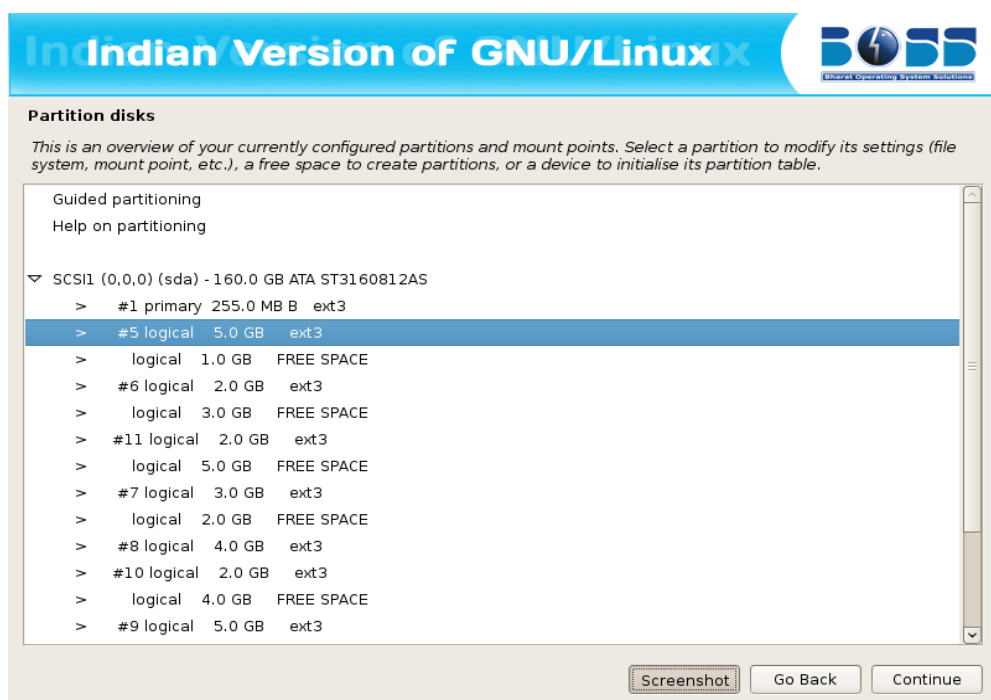 Indian Version of GNU/Linux
BOSS
Bharat Operating System Solutions
Partition disks
This is an overview of your currently configured partitions and mount points. Select a partition to modify its settings (file
system, mount point, etc.), a free space to create partitions, or a device to initialise its partition table.
Guided partitioning
Help on partitioning
SCSI1 (0,0,0) (sda) - 160.0 GB ATA ST3160812AS
> #1 primary 255.0 MB B ext3
> #5 logical 5.0 GB ext3
> logical 1.0 GB FREE SPACE
> #6 logical 2.0 GB ext3
> logical 3.0 GB FREE SPACE
> #11 logical 2.0 GB ext3
> logical 5.0 GB FREE SPACE
> #7 logical 3.0 GB ext3
> logical 2.0 GB FREE SPACE
> #8 logical 4.0 GB ext3
> #10 logical 2.0 GB ext3
> logical 4.0 GB FREE SPACE
> #9 logical 5.0 GB ext3
Screenshot Go Back Continue